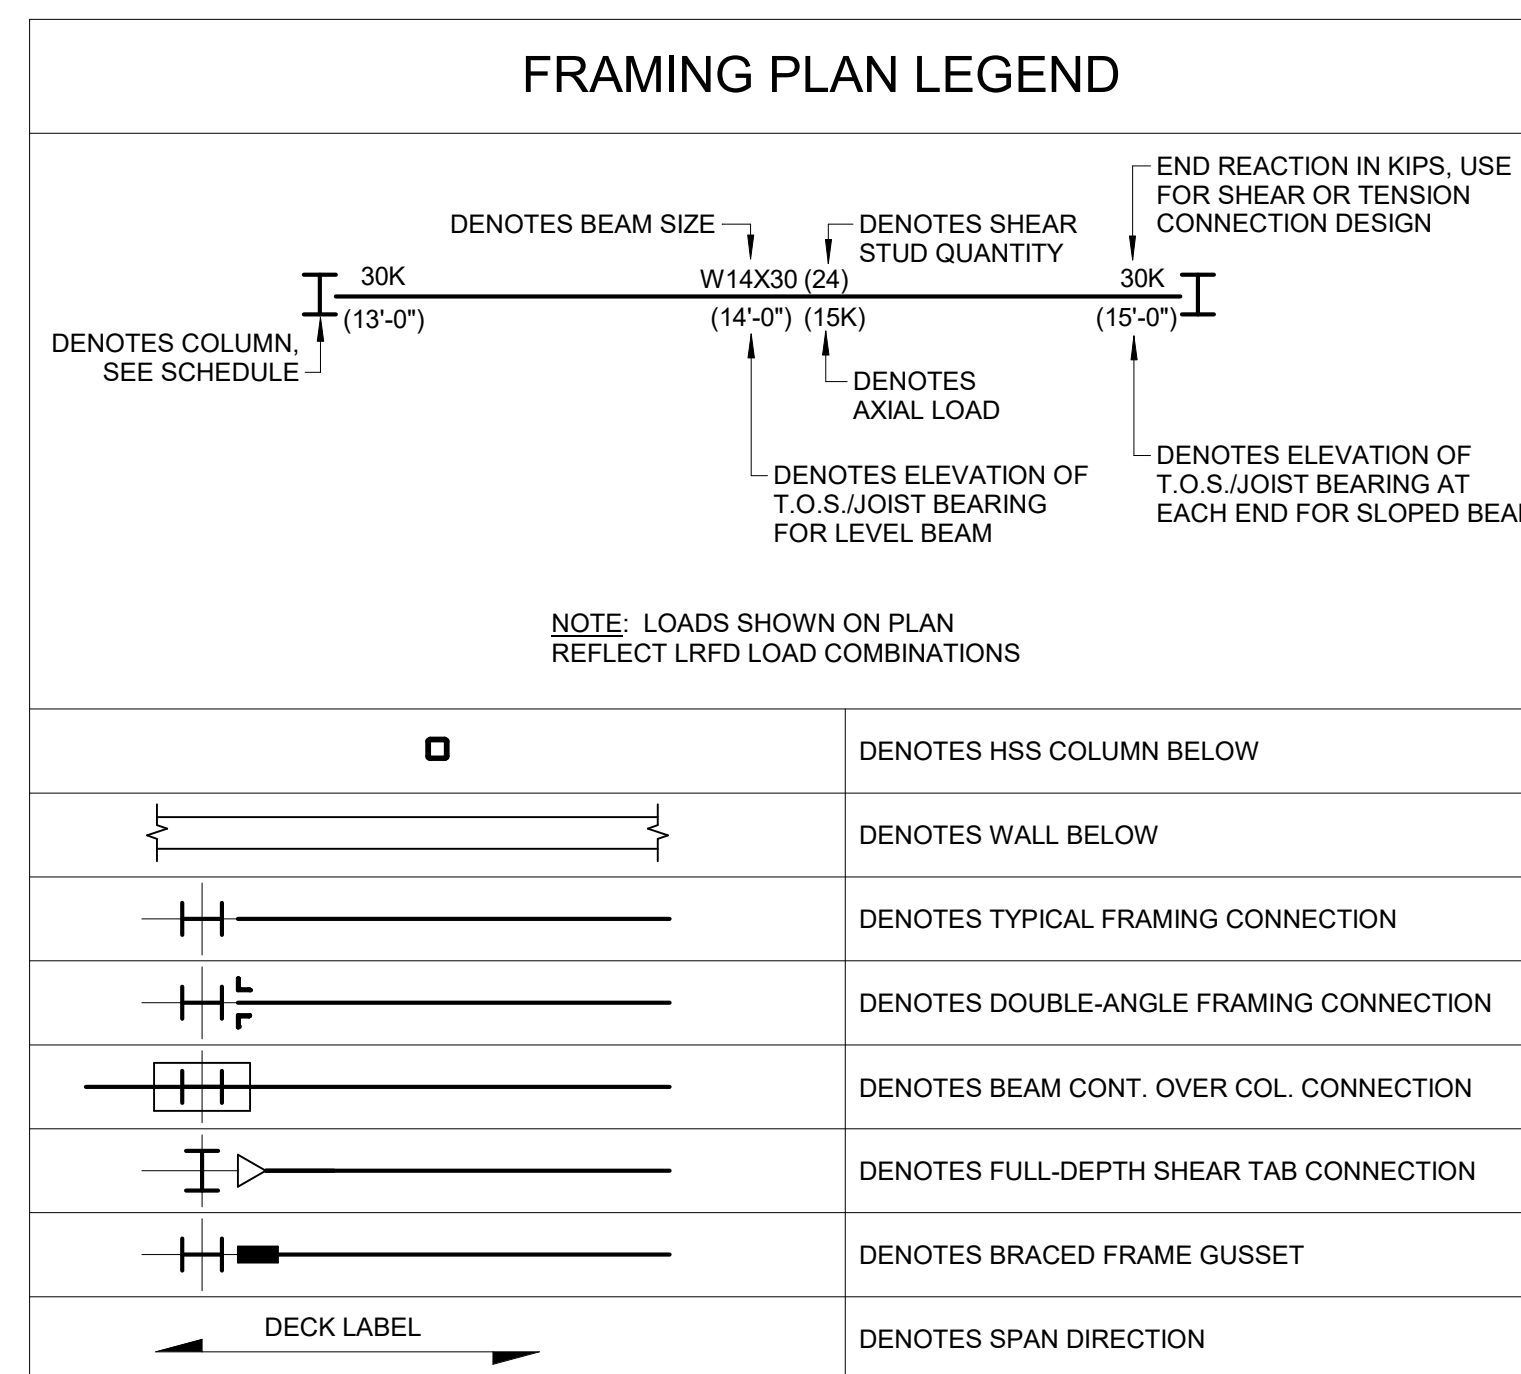 FRAMING PLAN LEGEND
END REACTION IN KIPS, USE
FOR SHEAR OR TENSION
CONNECTION DESIGN
DENOTES BEAM SIZE
DENOTES SHEAR
STUD QUANTITY
30K
W14X30 (24)
30K
(13'-0")
(14'-0") (15K)
(15'-0")
DENOTES COLUMN,
SEE SCHEDULE
DENOTES
AXIAL LOAD
DENOTES ELEVATION OF
T.O.S./JOIST BEARING
FOR LEVEL BEAM
DENOTES ELEVATION OF
T.O.S./JOIST BEARING AT
EACH END FOR SLOPED
NOTE: LOADS SHOWN ON PLAN
REFLECT LRFD LOAD COMBINATIONS
DENOTES HSS COLUMN BELOW
DENOTES WALL BELOW
DENOTES TYPICAL FRAMING CONNECTION
DENOTES DOUBLE-ANGLE FRAMING CONNECTION
DENOTES BEAM CONT. OVER COL. CONNECTION
DENOTES FULL-DEPTH SHEAR TAB CONNECTION
DENOTES BRACED FRAME GUSSET
DECK LABEL
DENOTES SPAN DIRECTION